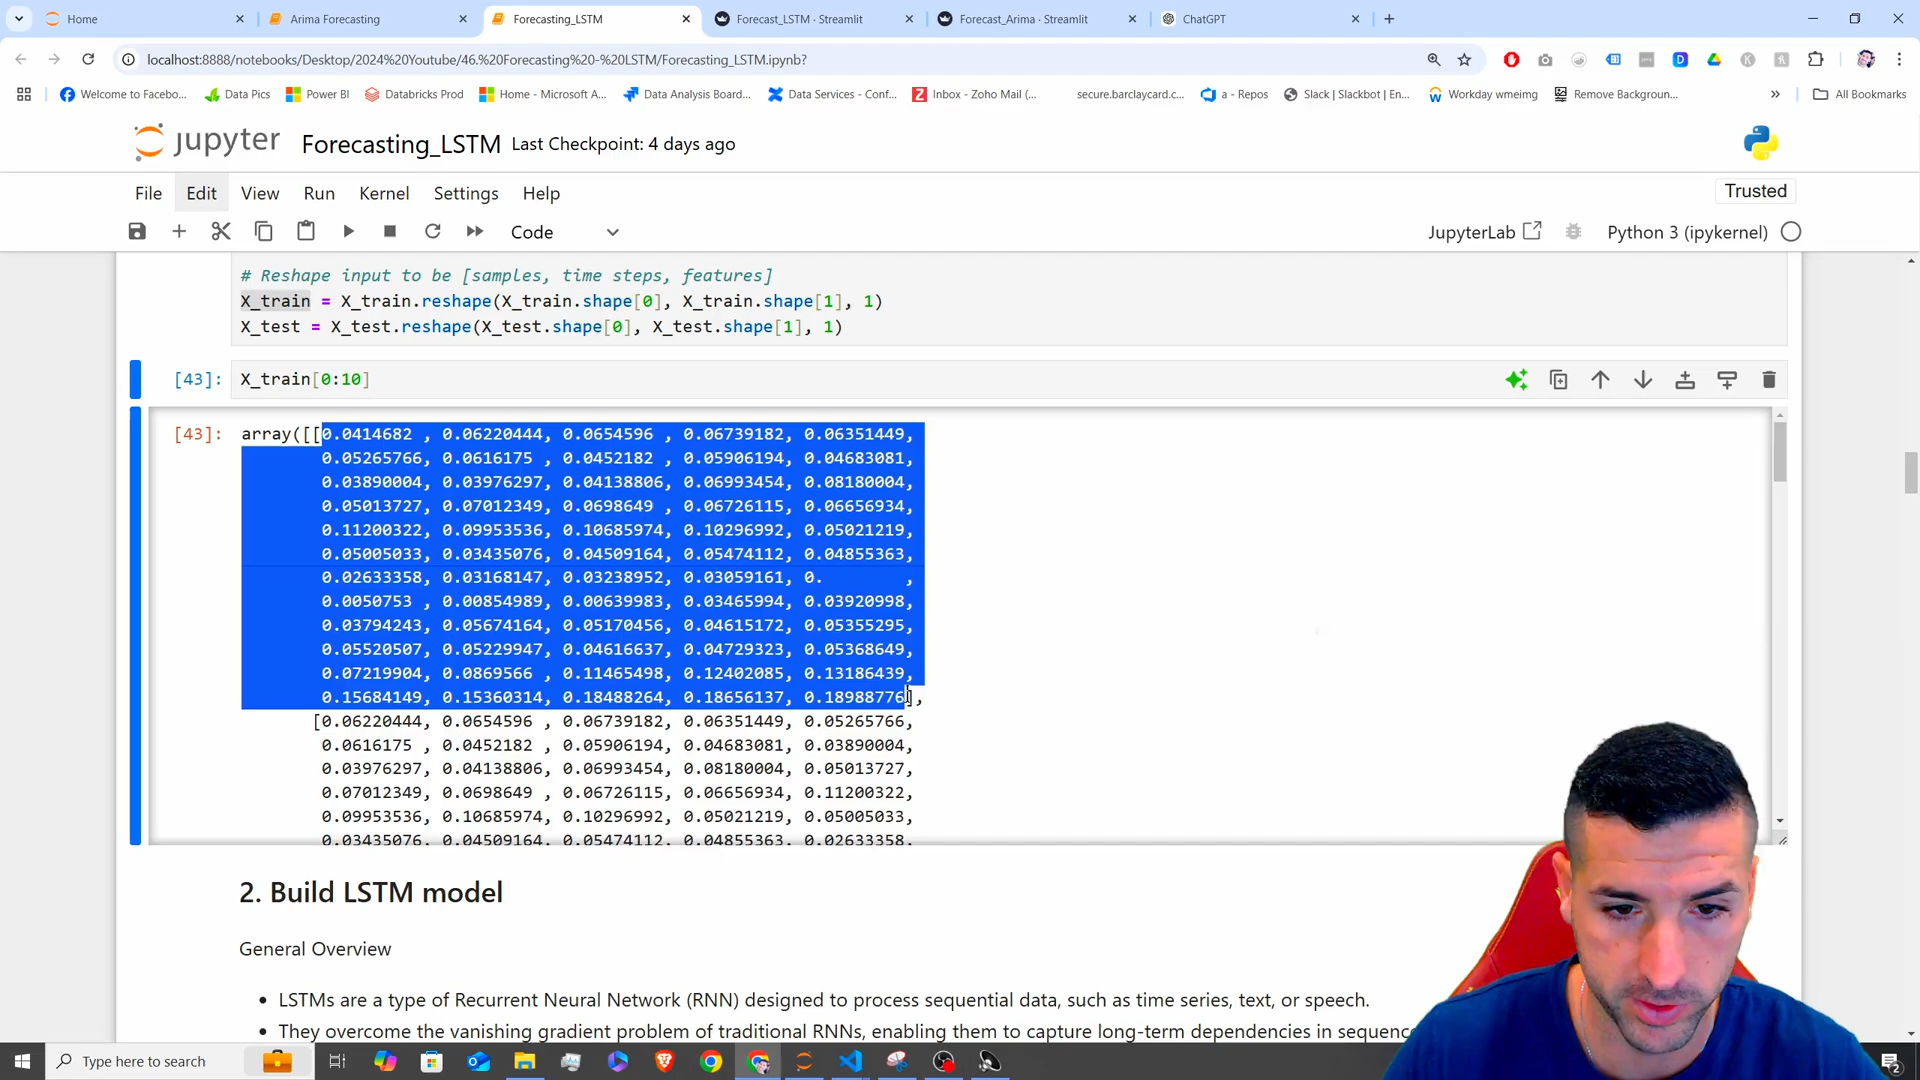 Home
Arima Forecasting
Forecasting_LSTM
Forecast_LSTM · Streamlit
Forecast_Arima · Streamlit
ChatGPT
localhost:8888/notebooks/Desktop/2024%20Youtube/46.%20Forecasting%20-%20LSTM/Forecasting_LSTM.ipynb?
Welcome to Facebo...
Data Pics
Power BI
Databricks Prod
Home - Microsoft A...
Data Analysis Board...
Data Services - Conf...
Inbox - Zoho Mail (...
secure.barclaycard.c...
a - Repos
Slack | Slackbot | En...
Workday wmeimg
Remove Backgroun...
All Bookmarks
jupyter
Forecasting_LSTM
Last Checkpoint: 4 days ago
File
Edit
View
Run
Kernel
Settings
Help
Trusted
Code
JupyterLab
Python 3 (ipykernel)
# Reshape input to be [samples, time steps, features]
X_train = X_train.reshape(X_train.shape[0], X_train.shape[1], 1)
X_test = X_test.reshape(X_test.shape[0], X_test.shape[1], 1)
[43]: X_train[0:10]
[43]: array([[0.0414682 , 0.06220444, 0.0654596 , 0.06739182, 0.06351449,
0.05265766, 0.0616175 , 0.0452182 , 0.05906194, 0.04683081,
0.03890004, 0.03976297, 0.04138806, 0.06993454, 0.08180004,
0.05013727, 0.07012349, 0.0698649 , 0.06726115, 0.06656934,
0.11200322, 0.09953536, 0.10685974, 0.10296992, 0.05021219,
0.05005033, 0.03435076, 0.04509164, 0.05474112, 0.04855363,
0.02633358, 0.03168147, 0.03238952, 0.03059161, 0. ,
0.0050753 , 0.00854989, 0.00639983, 0.03465994, 0.03920998,
0.03794243, 0.05674164, 0.05170456, 0.04615172, 0.05355295,
0.05520507, 0.05229947, 0.04616637, 0.04729323, 0.05368649,
0.07219904, 0.0869566 , 0.11465498, 0.12402085, 0.13186439,
0.15684149, 0.15360314, 0.18488264, 0.18656137, 0.18988776],
[0.06220444, 0.0654596 , 0.06739182, 0.06351449, 0.05265766,
0.0616175 , 0.0452182 , 0.05906194, 0.04683081, 0.03890004,
0.03976297, 0.04138806, 0.06993454, 0.08180004, 0.05013727,
0.07012349, 0.0698649 , 0.06726115, 0.06656934, 0.11200322,
0.09953536, 0.10685974, 0.10296992, 0.05021219, 0.05005033,
0.03435076, 0.04509164, 0.05474112, 0.04855363, 0.02633358,
2. Build LSTM model
General Overview
• LSTMs are a type of Recurrent Neural Network (RNN) designed to process sequential data, such as time series, text, or speech.
• They overcome the vanishing gradient problem of traditional RNNs, enabling them to capture long-term dependencies in sequenc
Type here to search
2